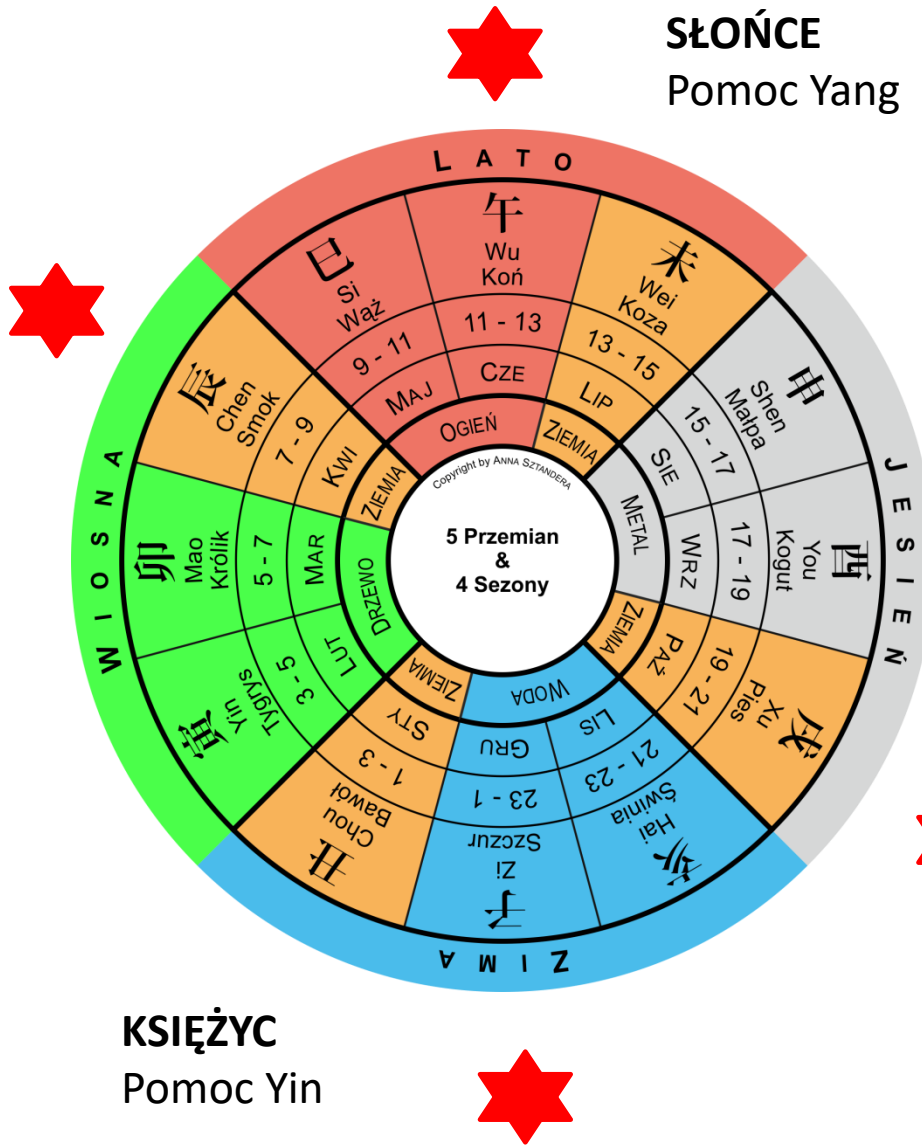 SŁOŃCE
Pomoc Yang
LATO
午
Wu
Koń
11 - 13
CZE
未
Wei
Koza
13 - 15
LIP
ZIEMIA
申
Shen
Małpa
15 - 17
SIE
METAL
JESIEŃ
酉
You
Kogut
17 - 19
WRZ
戌
Xu
Pies
19 - 21
PAŹ
ZIEMIA
亥
Hai
Świnia
21 - 23
LIS
WODA
ZIMA
子
Zi
Szczur
23 - 1
GRU
丑
Chou
Bawół
1 - 3
STY
ZIEMIA
寅
Yin
Tygrys
3 - 5
LUT
DRZEWO
WIOSNA
卯
Mao
Królik
5 - 7
MAR
辰
Chen
Smok
7 - 9
KWI
ZIEMIA
巳
Si
Wąż
9 - 11
MAJ
OGIEŃ
Copyright by ANNA SZTANDERA
5 Przemian
&
4 Sezony
KSIĘŻYC
Pomoc Yin